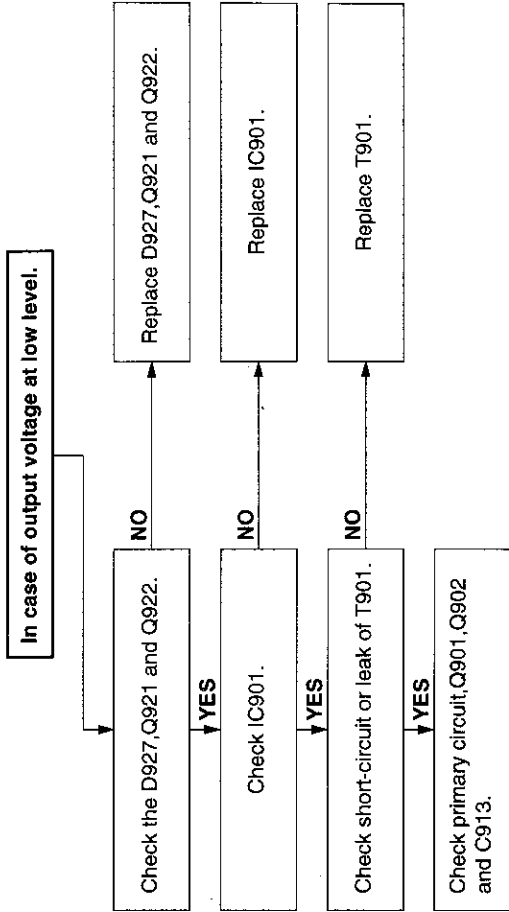 In case of output voltage at low level.
Check the D927,Q921 and Q922.
NO
Replace D927,Q921 and Q922.
YES
Check IC901.
NO
Replace IC901.
YES
Check short-circuit or leak of T901.
NO
Replace T901.
YES
Check primary circuit,Q901,Q902
and C913.